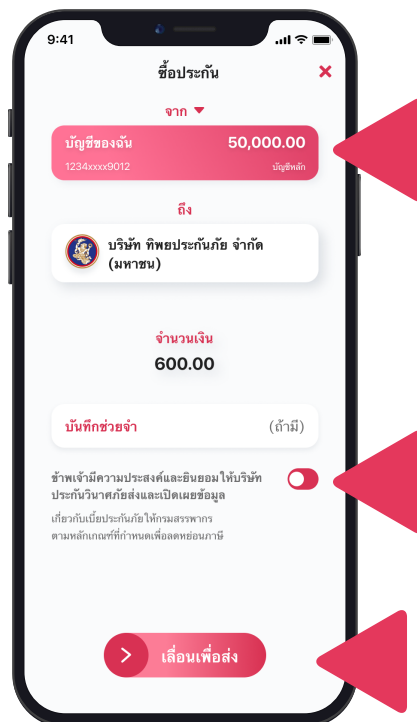 9:41
ซื้อประกัน
จาก
บัญชีของฉัน 50,000.00
1234xxxx9012 บัญชีหลัก
ถึง
บริษัท ทิพยประกันภัย จำกัด
(มหาชน)
จำนวนเงิน
600.00
บันทึกช่วยจำ (ถ้ามี)
ข้าพเจ้ามีความประสงค์และยินยอมให้บริษัท
ประกันวินาศภัยส่งและเปิดเผยข้อมูล
เกี่ยวกับเบี้ยประกันภัยให้กรมสรรพากร
ตามหลักเกณฑ์ที่กำหนดเพื่อลดหย่อนภาษี
เลื่อนเพื่อส่ง